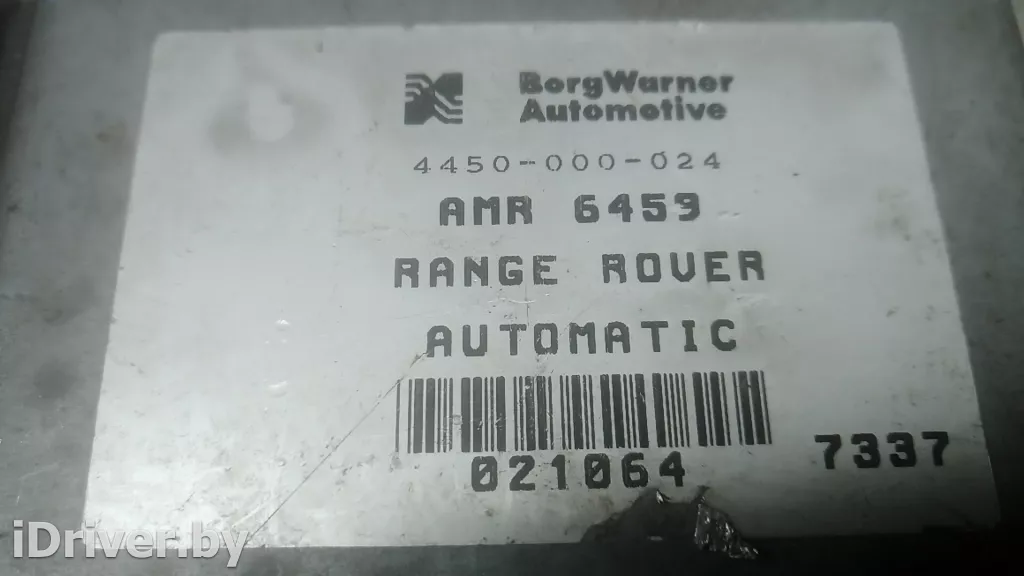 BorgWarner
Automotive
4450-000-024
AMR 6459
RANGE ROVER
AUTOMATIC
021064
7337
iDriver.by